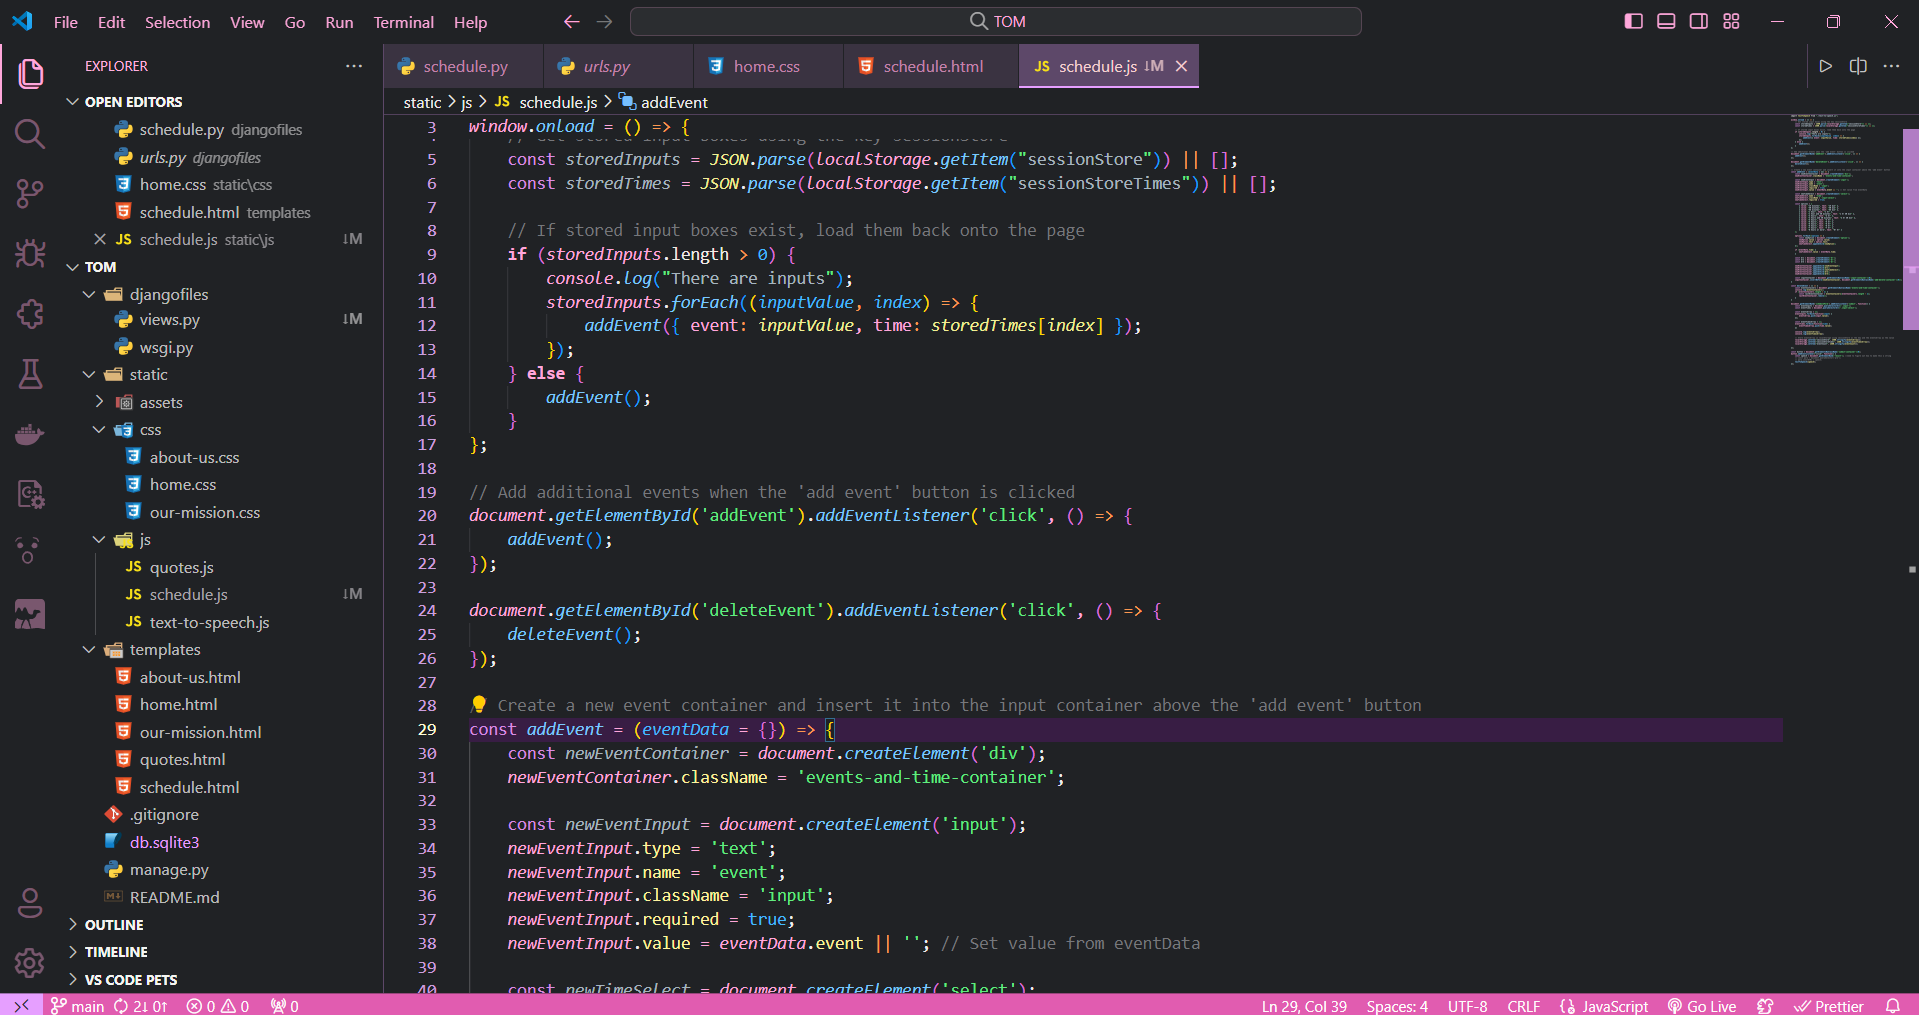 File Edit Selection View Go Run Terminal Help
TOM
EXPLORER
OPEN EDITORS
schedule.py djangofiles
urls.py djangofiles
home.css static\css
schedule.html templates
JS schedule.js static\js ↓M
TOM
djangofiles
views.py ↓M
wsgi.py
static
assets
css
about-us.css
home.css
our-mission.css
js
JS quotes.js
JS schedule.js ↓M
JS text-to-speech.js
templates
about-us.html
home.html
our-mission.html
quotes.html
schedule.html
.gitignore
db.sqlite3
manage.py
README.md
OUTLINE
TIMELINE
VS CODE PETS
schedule.py urls.py home.css schedule.html JS schedule.js ↓M
static > js > JS schedule.js > addEvent
3 window.onload = () => {
5 const storedInputs = JSON.parse(localStorage.getItem("sessionStore")) || [];
6 const storedTimes = JSON.parse(localStorage.getItem("sessionStoreTimes")) || [];
7
8 // If stored input boxes exist, load them back onto the page
9 if (storedInputs.length > 0) {
10 console.log("There are inputs");
11 storedInputs.forEach((inputValue, index) => {
12 addEvent({ event: inputValue, time: storedTimes[index] });
13 });
14 } else {
15 addEvent();
16 }
17 };
18
19 // Add additional events when the 'add event' button is clicked
20 document.getElementById('addEvent').addEventListener('click', () => {
21 addEvent();
22 });
23
24 document.getElementById('deleteEvent').addEventListener('click', () => {
25 deleteEvent();
26 });
27
28 Create a new event container and insert it into the input container above the 'add event' button
29 const addEvent = (eventData = {}) => {
30 const newEventContainer = document.createElement('div');
31 newEventContainer.className = 'events-and-time-container';
32
33 const newEventInput = document.createElement('input');
34 newEventInput.type = 'text';
35 newEventInput.name = 'event';
36 newEventInput.className = 'input';
37 newEventInput.required = true;
38 newEventInput.value = eventData.event || ''; // Set value from eventData
39
40 const newTimeSelect = document.createElement('select');
main 2↓ 0↑ 0 0 0
Ln 29, Col 39 Spaces: 4 UTF-8 CRLF {} JavaScript Go Live Prettier